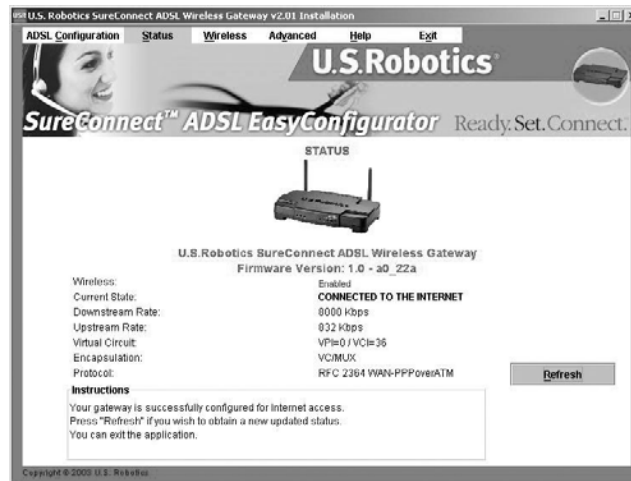 U.S. Robotics SureConnect ADSL Wireless Gateway v2.01 Installation
ADSL Configuration Status Wireless Advanced Help Exit
U.S.Robotics
SureConnect™ ADSL EasyConfigurator Ready. Set. Connect.
STATUS
U.S.Robotics SureConnect ADSL Wireless Gateway
Firmware Version: 1.0 - a0_22a
Wireless: Enabled
Current State: CONNECTED TO THE INTERNET
Downstream Rate: 8000 Kbps
Upstream Rate: 832 Kbps
Virtual Circuit: VPI=0 / VCI=36
Encapsulation: VC/MUX
Protocol: RFC 2364 WAN-PPPoverATM
Refresh
Instructions
Your gateway is successfully configured for Internet access.
Press "Refresh" if you wish to obtain a new updated status.
You can exit the application.
Copyright © 2003 U.S. Robotics